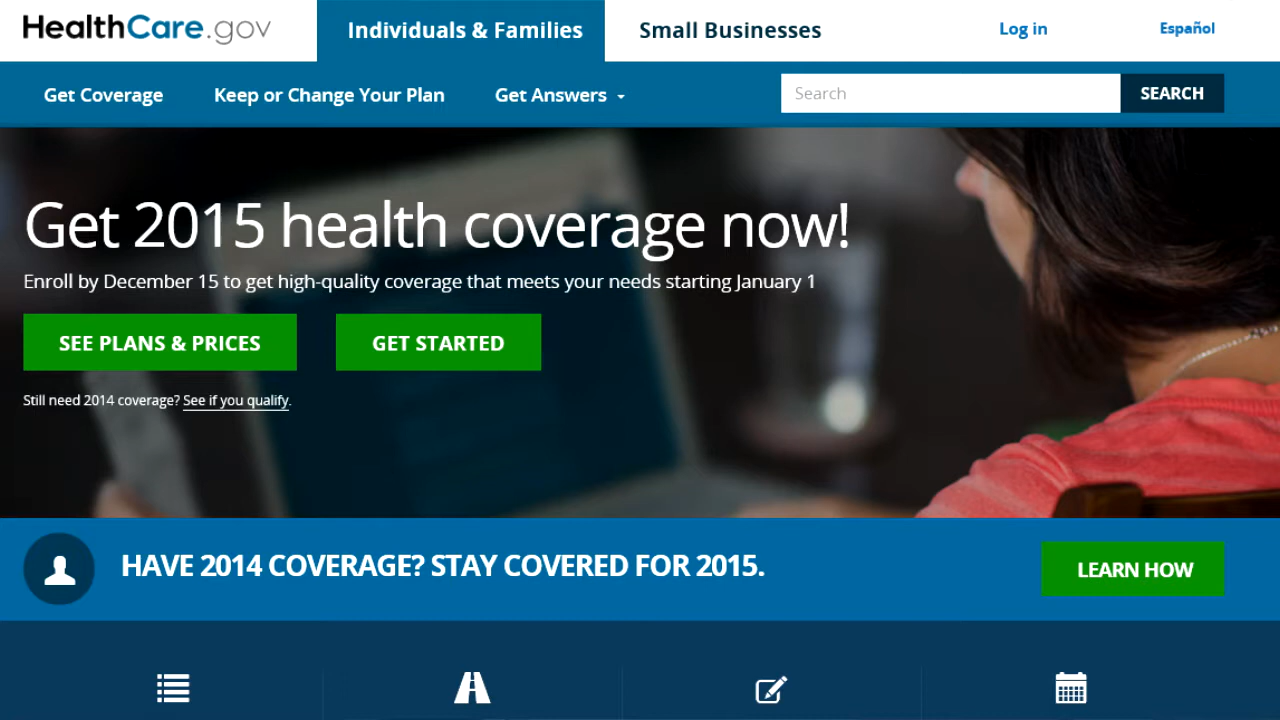 HealthCare.gov
Individuals & Families
Small Businesses
Log in
Español
Get Coverage
Keep or Change Your Plan
Get Answers
Search
SEARCH
Get 2015 health coverage now!
Enroll by December 15 to get high-quality coverage that meets your needs starting January 1
SEE PLANS & PRICES
GET STARTED
Still need 2014 coverage? See if you qualify.
HAVE 2014 COVERAGE? STAY COVERED FOR 2015.
LEARN HOW